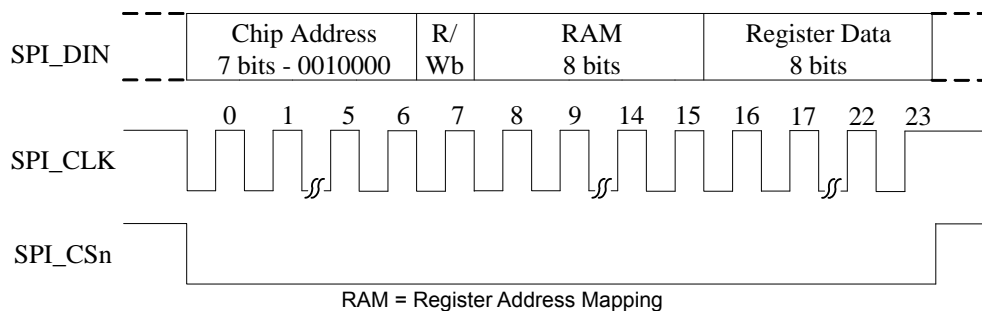 SPI_DIN
Chip Address
7 bits - 0010000
R/
Wb
RAM
8 bits
Register Data
8 bits
SPI_CLK
0 1 5 6 7 8 9 14 15 16 17 22 23
SPI_CSn
RAM = Register Address Mapping